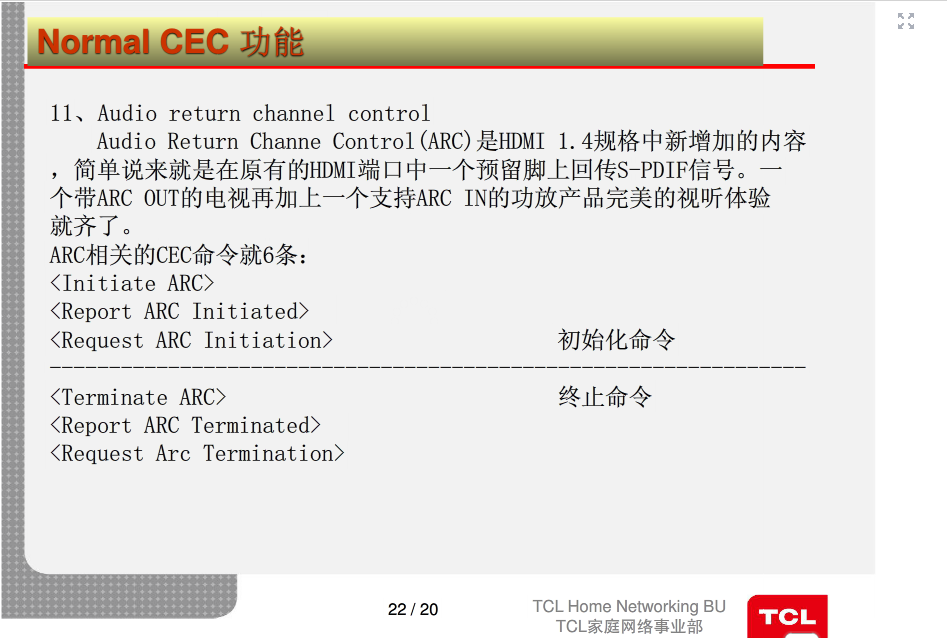 Normal CEC 功能
11、Audio return channel control
Audio Return Channe Control(ARC)是HDMI 1.4规格中新增加的内容
，简单说来就是在原有的HDMI端口中一个预留脚上回传S-PDIF信号。一
个带ARC OUT的电视再加上一个支持ARC IN的功放产品完美的视听体验
就齐了。
ARC相关的CEC命令就6条：
<Initiate ARC>
<Report ARC Initiated>
<Request ARC Initiation> 初始化命令
----------------------------------------------------------------
<Terminate ARC> 终止命令
<Report ARC Terminated>
<Request Arc Termination>
22 / 20
TCL Home Networking BU
TCL家庭网络事业部
TCL